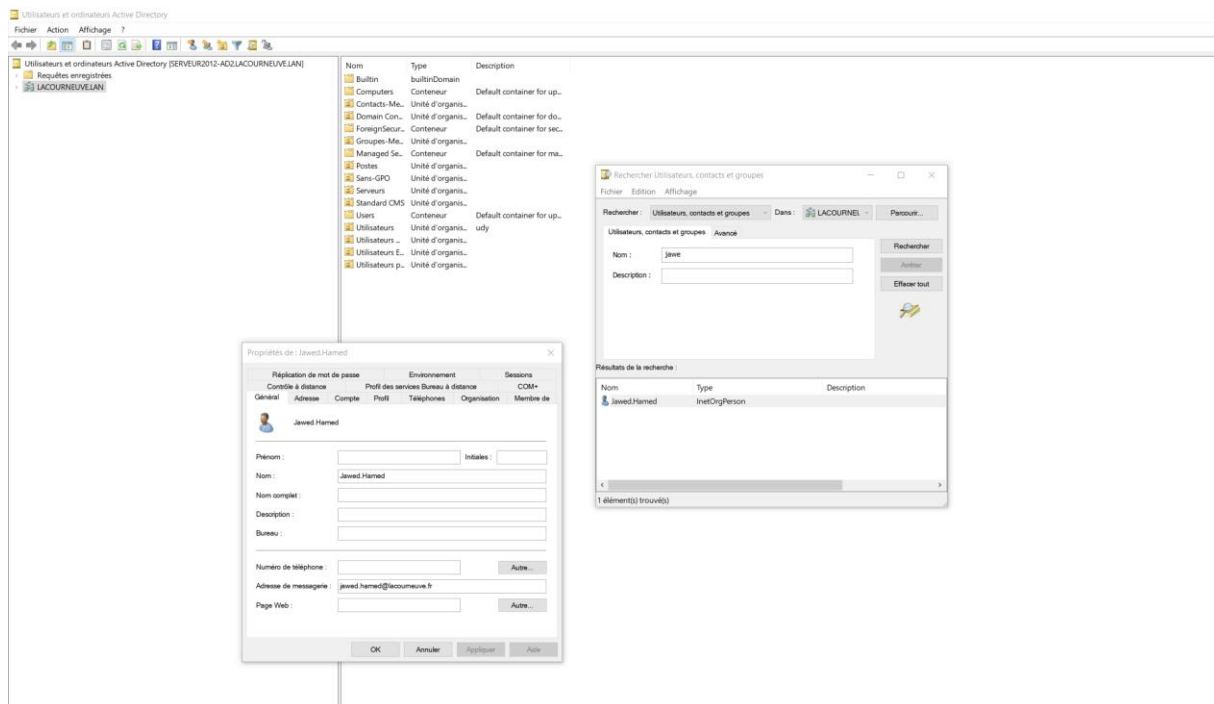 Utilisateurs et ordinateurs Active Directory
Fichier Action Affichage ?
Utilisateurs et ordinateurs Active Directory [SERVEUR2012-AD2.LACOURNEUVE.LAN]
Requêtes enregistrées
LACOURNEUVE.LAN
Nom Type Description
Builtin builtinDomain
Computers Conteneur Default container for up...
Contacts-Me... Unité d'organis...
Domain Con... Unité d'organis... Default container for do...
ForeignSecur... Conteneur Default container for sec...
Groupes-Me... Unité d'organis...
Managed Se... Conteneur Default container for ma...
Postes Unité d'organis...
Sans-GPO Unité d'organis...
Serveurs Unité d'organis...
Standard CMS Unité d'organis...
Users Conteneur Default container for up...
Utilisateurs Unité d'organis... udy
Utilisateurs ... Unité d'organis...
Utilisateurs E... Unité d'organis...
Utilisateurs p... Unité d'organis...
Rechercher Utilisateurs, contacts et groupes
Fichier Edition Affichage
Rechercher : Utilisateurs, contacts et groupes Dans : LACOURNEU Parcourir...
Utilisateurs, contacts et groupes Avancé
Nom : jawe
Description :
Rechercher
Arrêter
Effacer tout
Résultats de la recherche :
Nom Type Description
Jawed.Hamed InetOrgPerson
1 élément(s) trouvé(s)
Propriétés de : Jawed.Hamed
Réplication de mot de passe Environnement Sessions
Contrôle à distance Profil des services Bureau à distance COM+
Général Adresse Compte Profil Téléphones Organisation Membre de
Jawed.Hamed
Prénom : Initiales :
Nom : Jawed.Hamed
Nom complet :
Description :
Bureau :
Numéro de téléphone : Autre...
Adresse de messagerie : jawed.hamed@lacourneuve.fr
Page Web : Autre...
OK Annuler Appliquer Aide